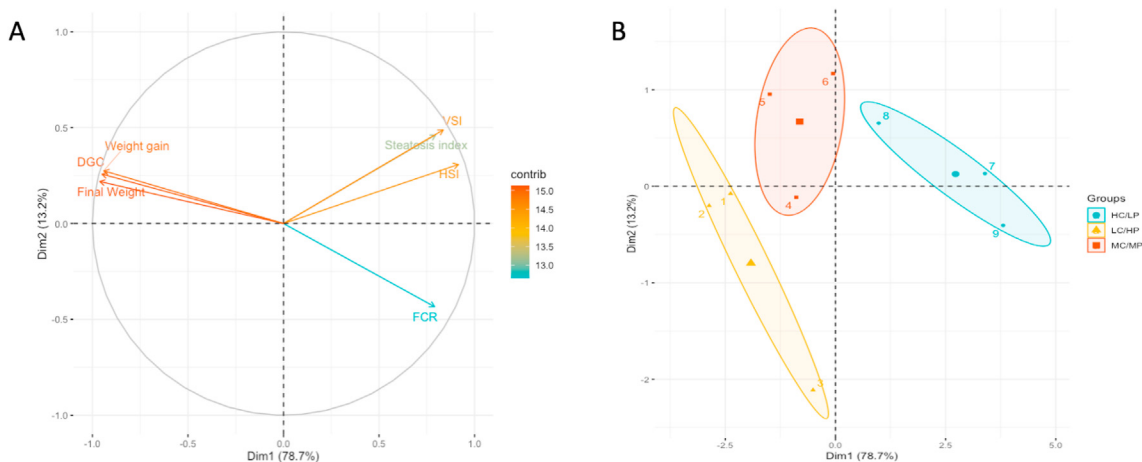 A
Dim2 (13.2%)
1.0
0.5
0.0
-0.5
-1.0
-1.0
-0.5
0.0
0.5
1.0
Dim1 (78.7%)
Weight gain
DGC
Final Weight
VSI
Steatosis index
HSI
FCR
contrib
15.0
14.5
14.0
13.5
13.0
B
Dim2 (13.2%)
1
0
-1
-2
-2.5
0.0
2.5
5.0
Dim1 (78.7%)
6
5
4
8
7
9
1
2
3
Groups
HC/LP
LC/HP
MC/MP